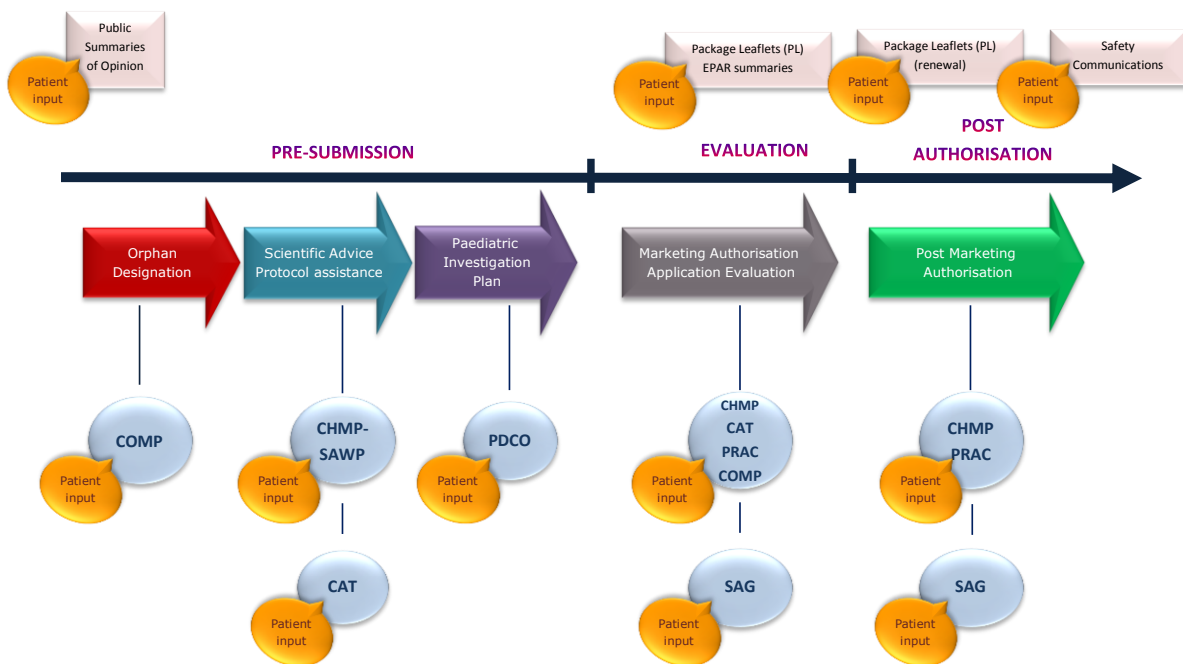 Public
Summaries
of Opinion
Patient
input
Package Leaflets (PL)
EPAR summaries
Patient
input
Package Leaflets (PL)
(renewal)
Patient
input
Safety
Communications
Patient
input
PRE-SUBMISSION
EVALUATION
POST
AUTHORISATION
Orphan
Designation
Scientific Advice
Protocol assistance
Paediatric
Investigation
Plan
Marketing Authorisation
Application Evaluation
Post Marketing
Authorisation
COMP
Patient
input
CHMP-
SAWP
Patient
input
PDCO
Patient
input
CHMP
CAT
PRAC
COMP
Patient
input
CHMP
PRAC
Patient
input
CAT
Patient
input
SAG
Patient
input
SAG
Patient
input